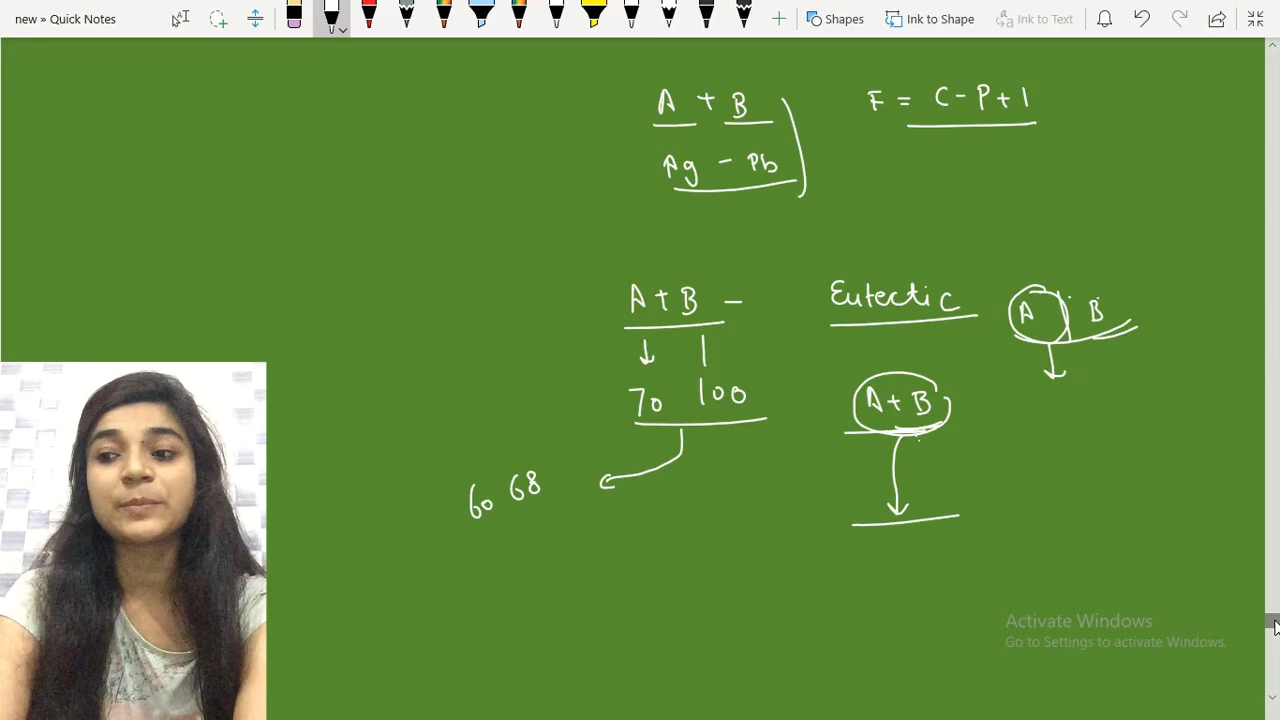 new » Quick Notes
Shapes
Ink to Shape
Ink to Text
A + B
F = C - P + 1
Ag - Pb
A + B -
Eutectic
A B
70 100
A + B
60 68
Activate Windows
Go to Settings to activate Windows.